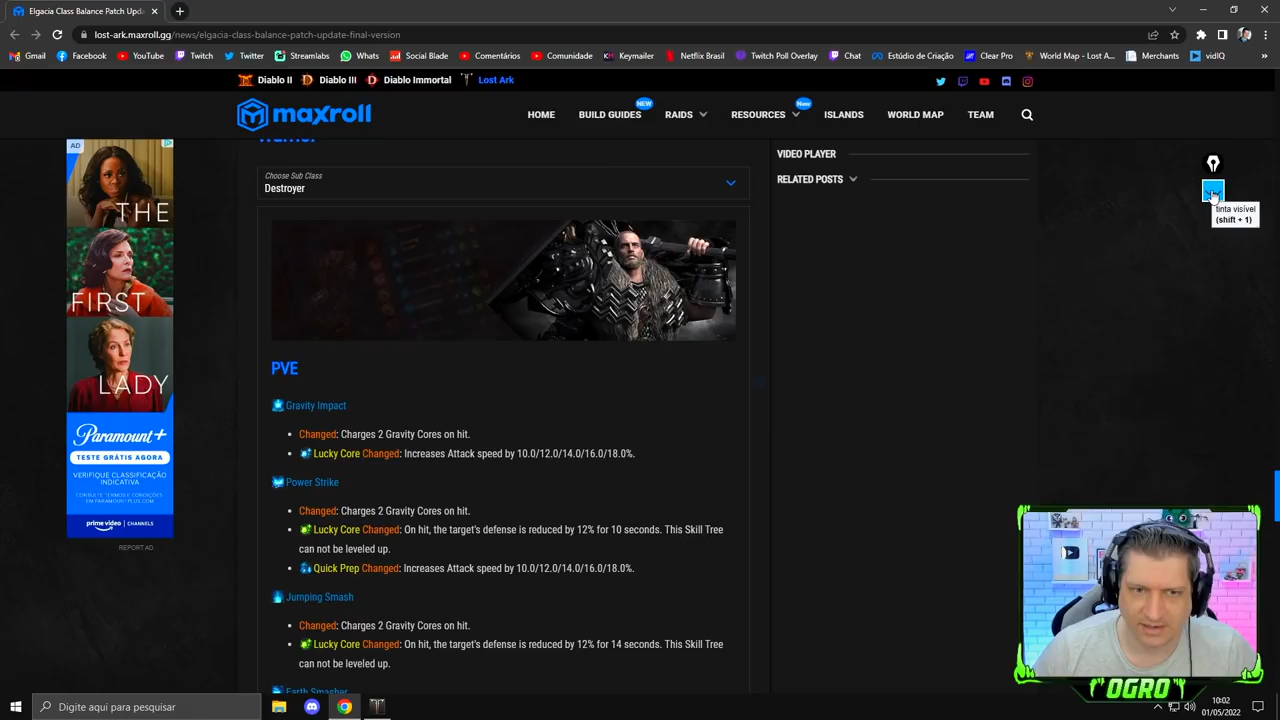 Elgacia Class Balance Patch Upda
lost-ark.maxroll.gg/news/elgacia-class-balance-patch-update-final-version
Gmail Facebook YouTube Twitch Twitter Streamlabs Whats Social Blade Comentários Comunidade Keymailer Netflix Brasil Twitch Poll Overlay Chat Estúdio de Criação Clear Pro World Map - Lost A... Merchants vidIQ »
Diablo II Diablo III Diablo Immortal Lost Ark
NEW New
maxroll HOME BUILD GUIDES RAIDS RESOURCES ISLANDS WORLD MAP TEAM
AD
THE
FIRST
LADY
Paramount+
TESTE GRÁTIS AGORA
VERIFIQUE CLASSIFICAÇÃO
INDICATIVA
CONSULTE TERMOS E CONDIÇÕES
EM PARAMOUNTPLUS.COM
prime video | CHANNELS
REPORT AD
Warrior
Choose Sub Class
Destroyer
PVE
Gravity Impact
Changed: Charges 2 Gravity Cores on hit.
Lucky Core Changed: Increases Attack speed by 10.0/12.0/14.0/16.0/18.0%.
Power Strike
Changed: Charges 2 Gravity Cores on hit.
Lucky Core Changed: On hit, the target's defense is reduced by 12% for 10 seconds. This Skill Tree
can not be leveled up.
Quick Prep Changed: Increases Attack speed by 10.0/12.0/14.0/16.0/18.0%.
Jumping Smash
Changed: Charges 2 Gravity Cores on hit.
Lucky Core Changed: On hit, the target's defense is reduced by 12% for 14 seconds. This Skill Tree
can not be leveled up.
Earth Smasher
VIDEO PLAYER
RELATED POSTS
tinta visível
(shift + 1)
"OGRO"
Digite aqui para pesquisar
10:02
01/05/2022